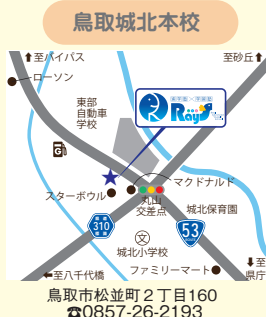 鳥取城北本校
↑至バイパス
至砂丘↑
ローソン
東部
自動車
学校
RayS
マクドナルド
スターボウル
丸山
交差点
城北保育園
310
53
文
城北小学校
ファミリーマート
←至八千代橋
↓至
県庁
鳥取市松並町2丁目160
☎0857-26-2193